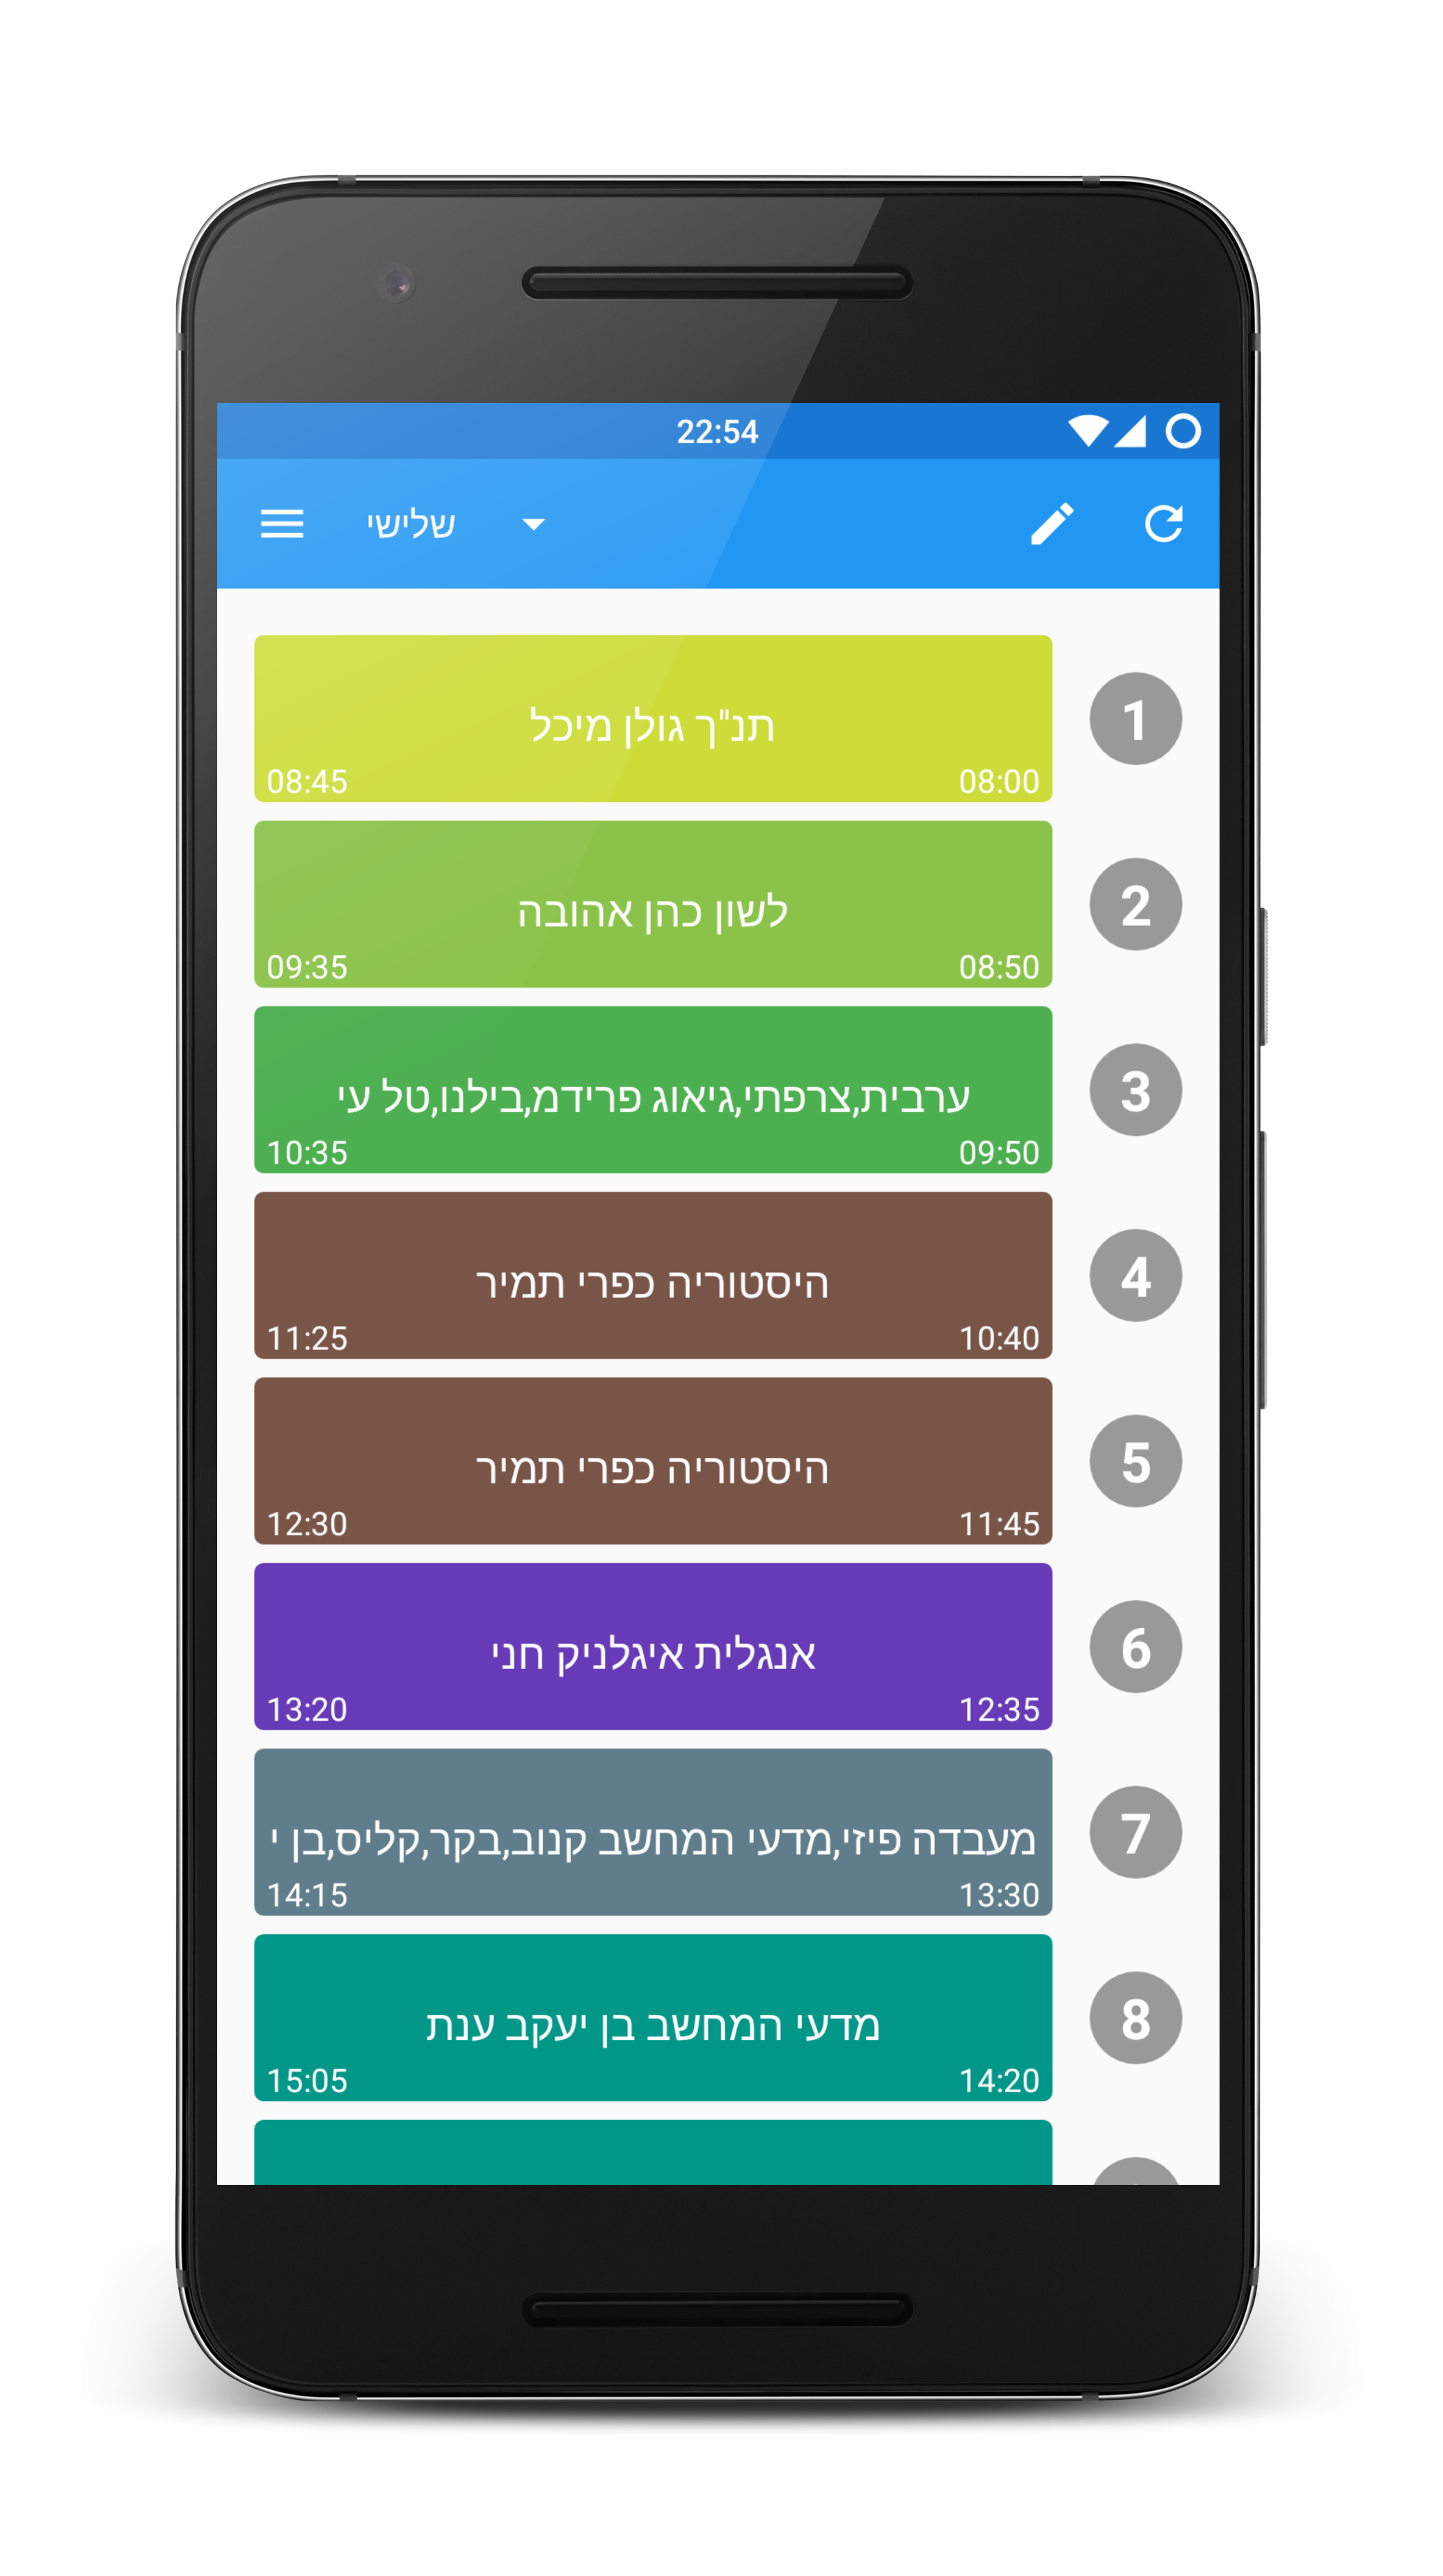 22:54
שלישי
1
תנ"ך גולן מיכל
08:00 08:45
2
לשון כהן אהובה
08:50 09:35
3
ערבית,צרפתי,גיאוג פרידמ,בילנו,טל עי
09:50 10:35
4
היסטוריה כפרי תמיר
10:40 11:25
5
היסטוריה כפרי תמיר
11:45 12:30
6
אנגלית איגלניק חני
12:35 13:20
7
מעבדה פיזי,מדעי המחשב קנוב,בקר,קליס,בן י
13:30 14:15
8
מדעי המחשב בן יעקב ענת
14:20 15:05